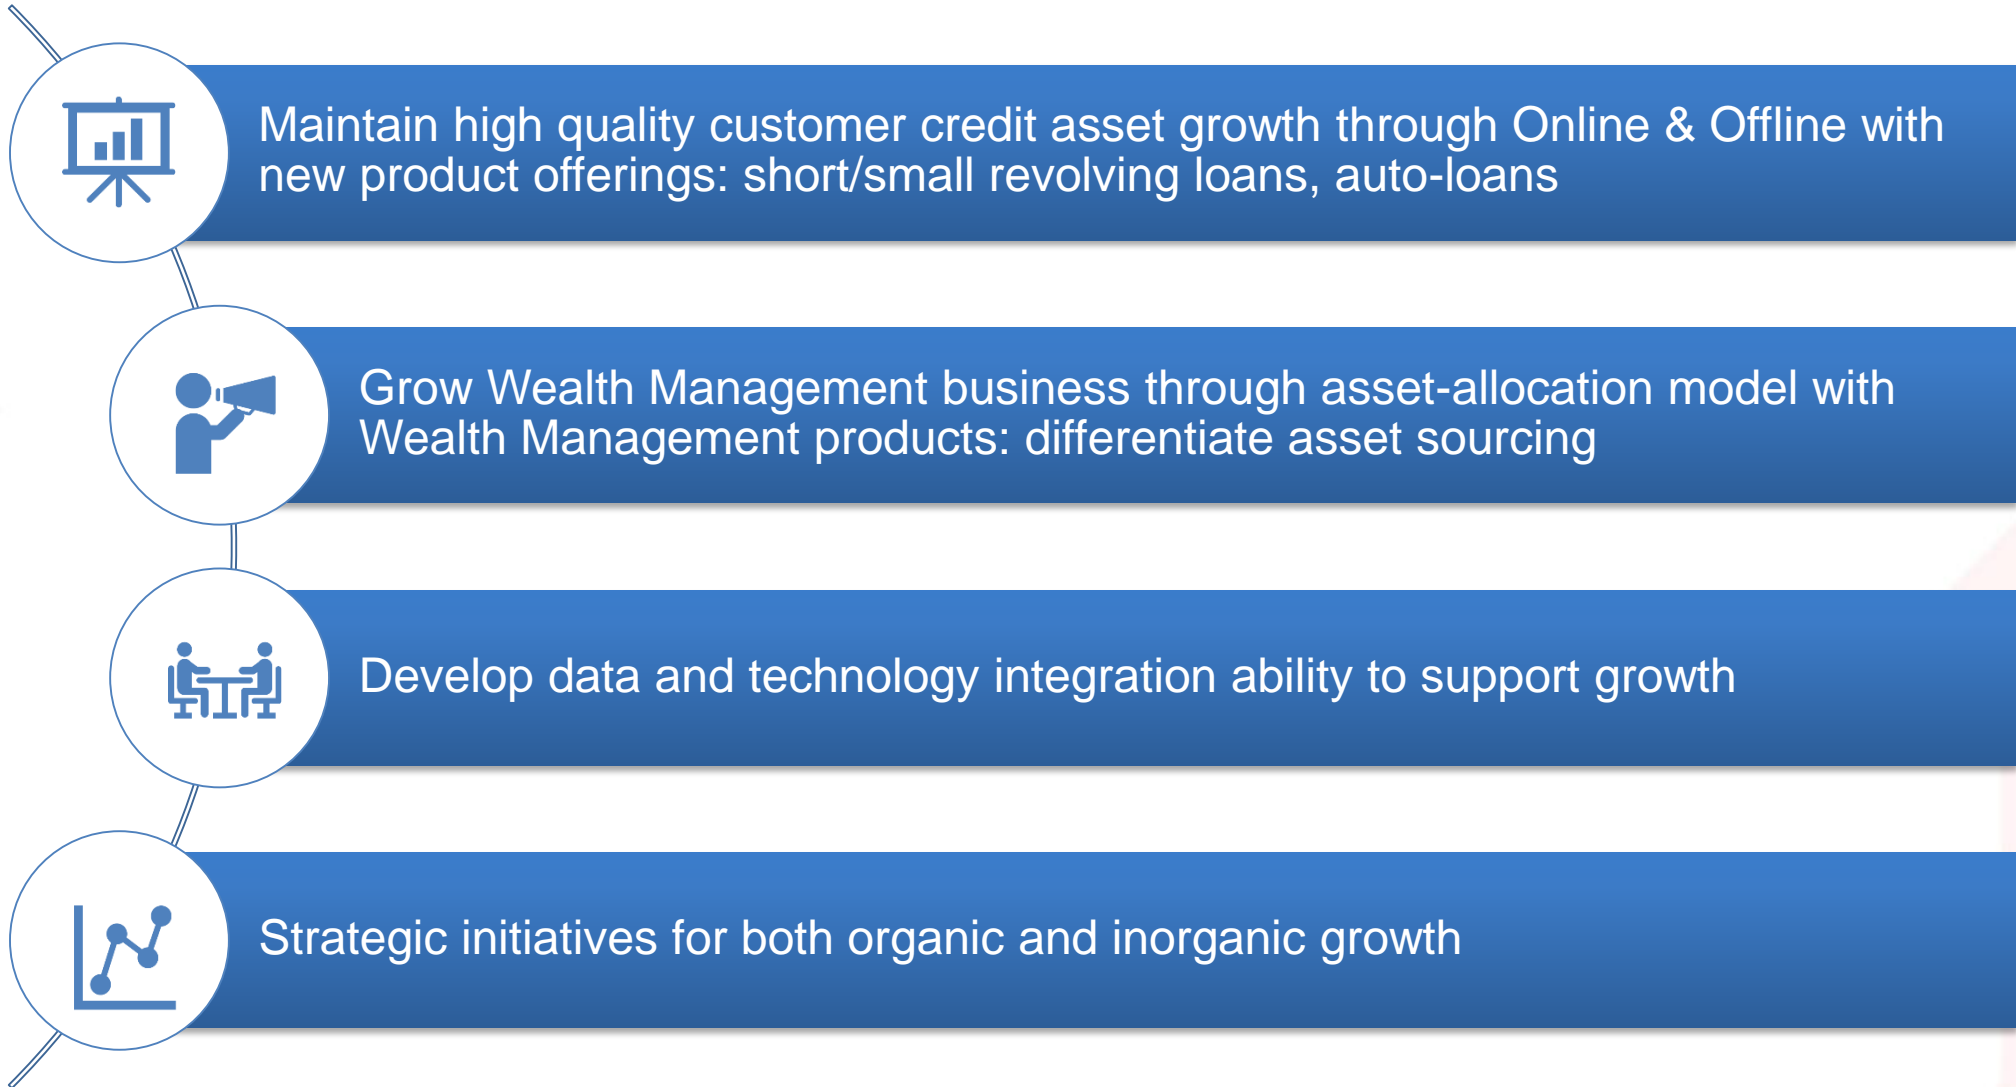 Maintain high quality customer credit asset growth through Online & Offline with
new product offerings: short/small revolving loans, auto-loans
Grow Wealth Management business through asset-allocation model with
Wealth Management products: differentiate asset sourcing
Develop data and technology integration ability to support growth
Strategic initiatives for both organic and inorganic growth